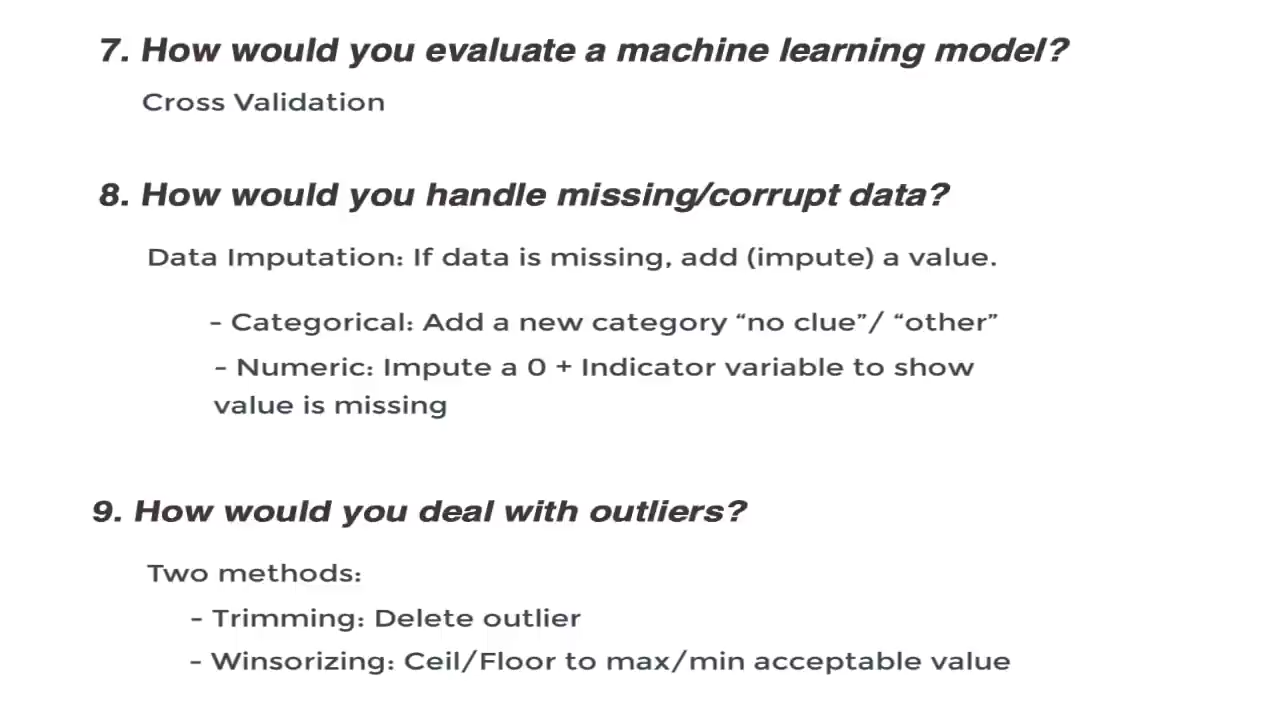 7. How would you evaluate a machine learning model?
Cross Validation
8. How would you handle missing/corrupt data?
Data Imputation: If data is missing, add (impute) a value.
- Categorical: Add a new category “no clue”/ “other”
- Numeric: Impute a 0 + Indicator variable to show
value is missing
9. How would you deal with outliers?
Two methods:
- Trimming: Delete outlier
- Winsorizing: Ceil/Floor to max/min acceptable value